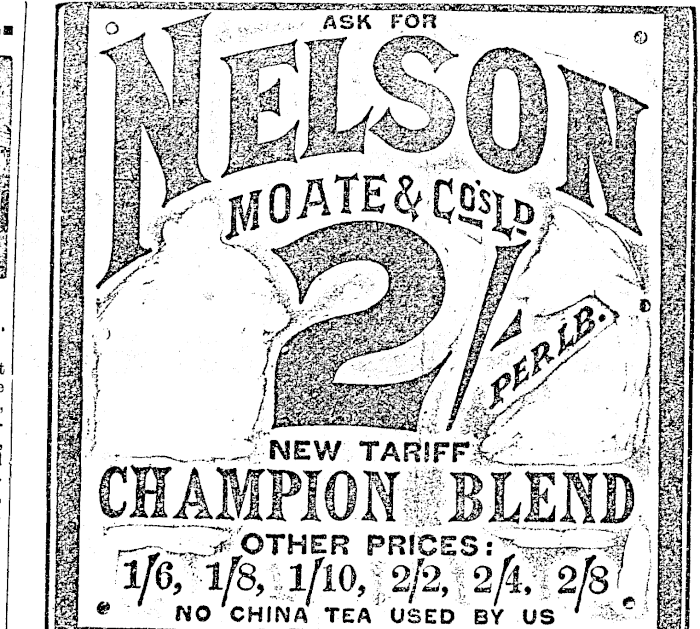 ASK FOR
NELSON
MOATE & CO'S LD
2/
PER LB.
NEW TARIFF
CHAMPION BLEND
OTHER PRICES:
1/6, 1/8, 1/10, 2/2, 2/4, 2/8
NO CHINA TEA USED BY US